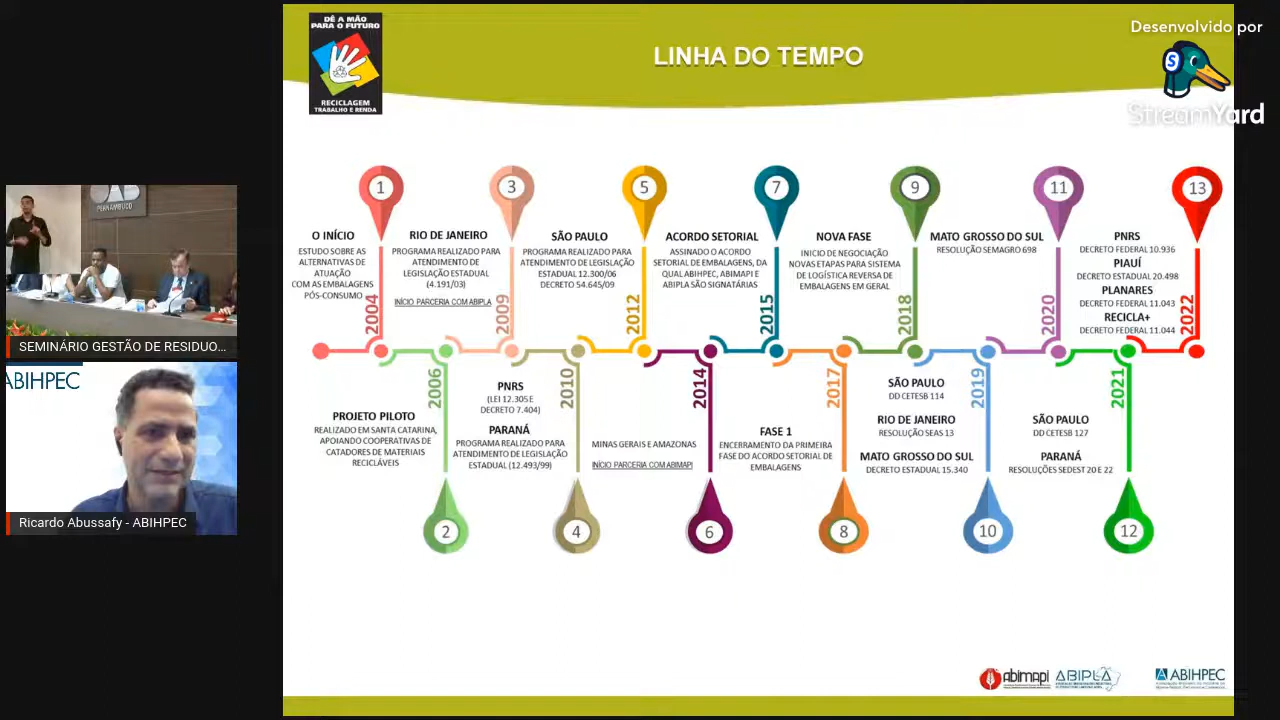 DÊ A MÃO
PARA O FUTURO
RECICLAGEM
TRABALHO E RENDA
LINHA DO TEMPO
Desenvolvido por
S
StreamYard
OAB
PERNAMBUCO
SEMINÁRIO GESTÃO DE RESIDUO...
ABIHPEC
Ricardo Abussafy - ABIHPEC
1
O INÍCIO
ESTUDO SOBRE AS
ALTERNATIVAS DE
ATUAÇÃO
COM AS EMBALAGENS
PÓS-CONSUMO
2004
3
RIO DE JANEIRO
PROGRAMA REALIZADO PARA
ATENDIMENTO DE
LEGISLAÇÃO ESTADUAL
(4.191/03)
INÍCIO PARCERIA COM ABIPLA
2009
5
SÃO PAULO
PROGRAMA REALIZADO PARA
ATENDIMENTO DE LEGISLAÇÃO
ESTADUAL 12.300/06
DECRETO 54.645/09
2012
7
ACORDO SETORIAL
ASSINADO O ACORDO
SETORIAL DE EMBALAGENS, DA
QUAL ABIHPEC, ABIMAPI E
ABIPLA SÃO SIGNATÁRIAS
2015
9
NOVA FASE
INICIO DE NEGOCIAÇÃO
NOVAS ETAPAS PARA SISTEMA
DE LOGÍSTICA REVERSA DE
EMBALAGENS EM GERAL
2018
11
MATO GROSSO DO SUL
RESOLUÇÃO SEMAGRO 698
2020
13
PNRS
DECRETO FEDERAL 10.936
PIAUÍ
DECRETO ESTADUAL 20.498
PLANARES
DECRETO FEDERAL 11.043
RECICLA+
DECRETO FEDERAL 11.044
2022
2006
PROJETO PILOTO
REALIZADO EM SANTA CATARINA,
APOIANDO COOPERATIVAS DE
CATADORES DE MATERIAIS
RECICLÁVEIS
2
2010
PNRS
(LEI 12.305 E
DECRETO 7.404)
PARANÁ
PROGRAMA REALIZADO PARA
ATENDIMENTO DE LEGISLAÇÃO
ESTADUAL (12.493/99)
4
2014
MINAS GERAIS E AMAZONAS
INÍCIO PARCERIA COM ABIMAPI
6
2017
FASE 1
ENCERRAMENTO DA PRIMEIRA
FASE DO ACORDO SETORIAL DE
EMBALAGENS
8
2019
SÃO PAULO
DD CETESB 114
RIO DE JANEIRO
RESOLUÇÃO SEAS 13
MATO GROSSO DO SUL
DECRETO ESTADUAL 15.340
10
2021
SÃO PAULO
DD CETESB 127
PARANÁ
RESOLUÇÕES SEDEST 20 E 22
12
abimapi
ABIPLA
ABIHPEC